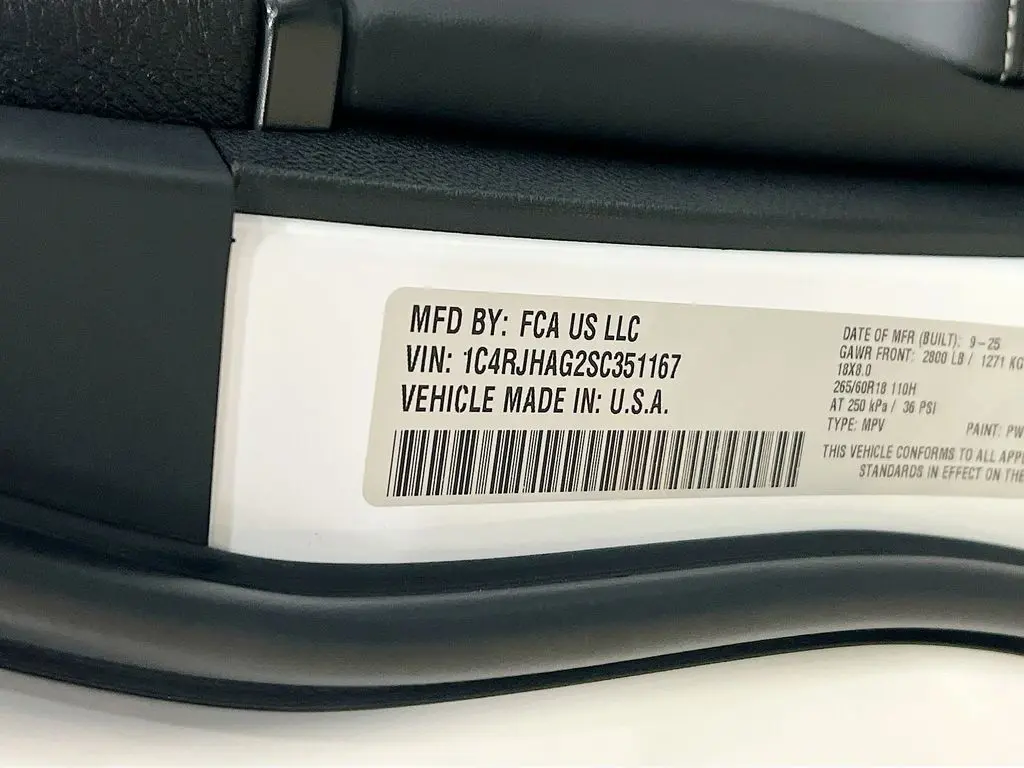 MFD BY: FCA US LLC
VIN: 1C4RJHAG2SC351167
VEHICLE MADE IN: U.S.A.
DATE OF MFR (BUILT): 9-25
GAWR FRONT: 2800 LB / 1271 KG
18X8.0
265/60R18 110H
AT 250 kPa / 36 PSI
TYPE: MPV PAINT: PW
THIS VEHICLE CONFORMS TO ALL APPL
STANDARDS IN EFFECT ON THE